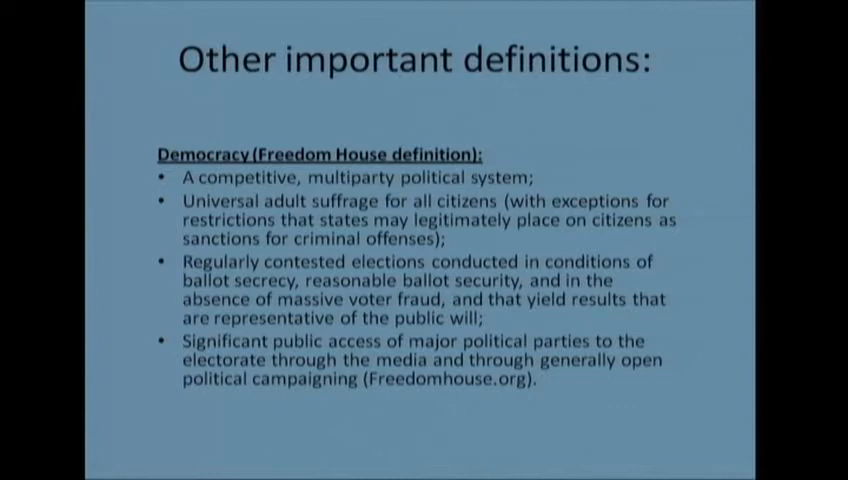 Other important definitions:
Democracy (Freedom House definition):
• A competitive, multiparty political system;
• Universal adult suffrage for all citizens (with exceptions for
restrictions that states may legitimately place on citizens as
sanctions for criminal offenses);
• Regularly contested elections conducted in conditions of
ballot secrecy, reasonable ballot security, and in the
absence of massive voter fraud, and that yield results that
are representative of the public will;
• Significant public access of major political parties to the
electorate through the media and through generally open
political campaigning (Freedomhouse.org).